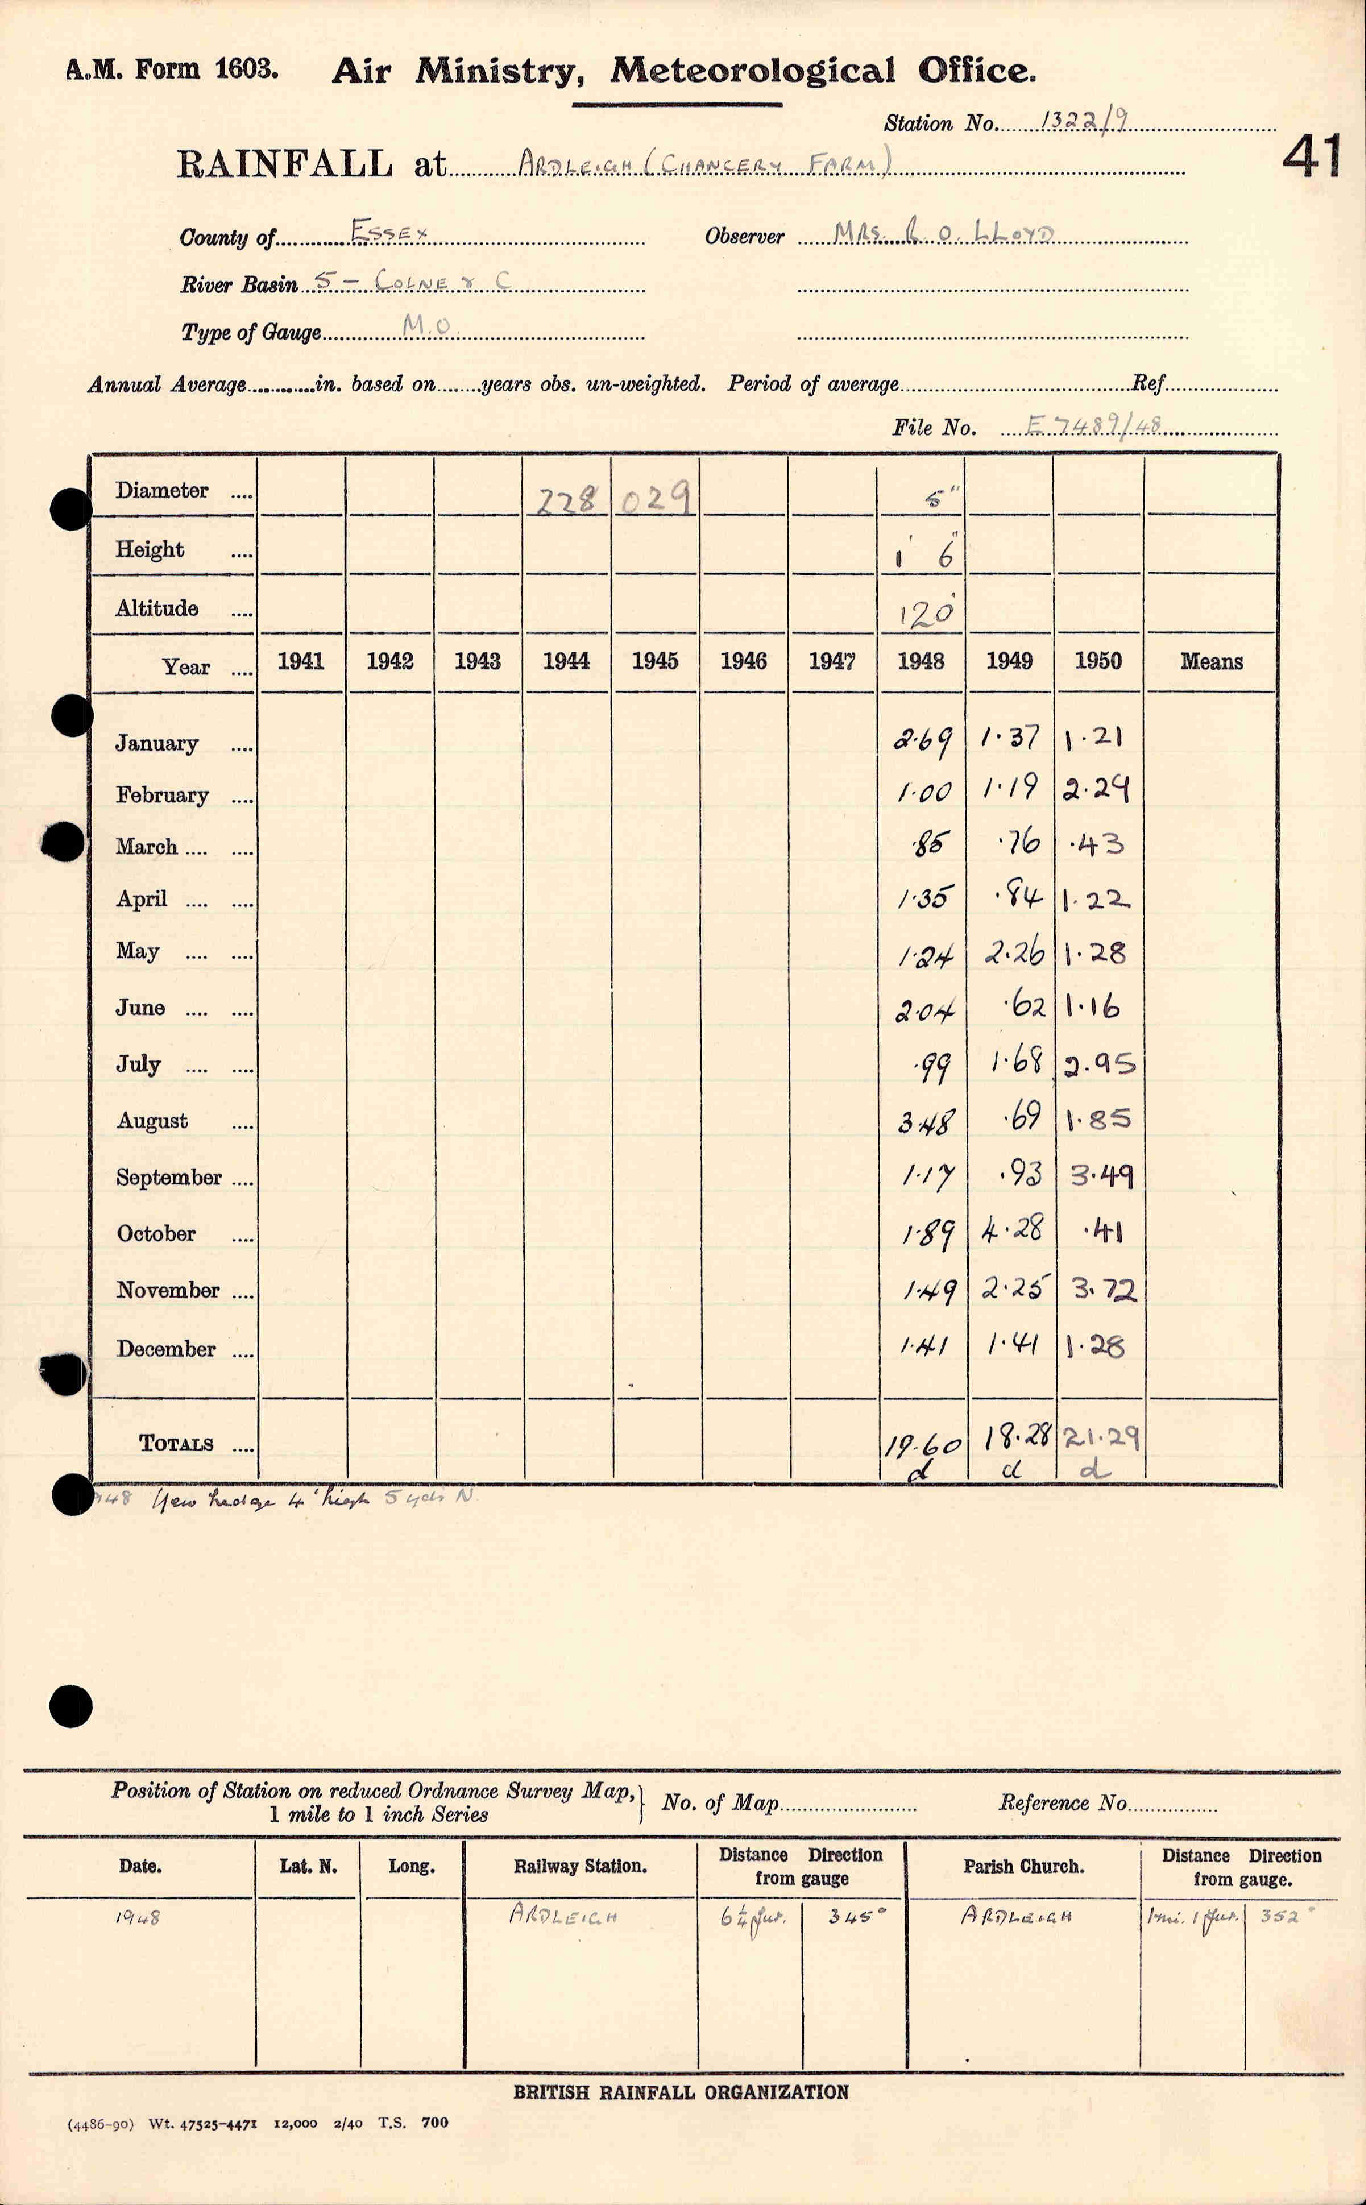 A.M. Form 1603. Air Ministry, Meteorological Office.
Station No. 1322/9
41
RAINFALL at ARDLEIGH (CHANCERY FARM)
County of ESSEX Observer MRS. R. O. LLOYD
River Basin 5 - COLNE & C
Type of Gauge M.O.
Annual Average in. based on years obs. un-weighted. Period of average Ref.
File No. E 7489/48
Diameter .... 228 029 5"
Height .... 1' 6"
Altitude .... 120'
Year .... 1941 1942 1943 1944 1945 1946 1947 1948 1949 1950 Means
January .... 2.69 1.37 1.21
February .... 1.00 1.19 2.29
March .... .... .85 .76 .43
April .... .... 1.35 .84 1.22
May .... .... 1.24 2.26 1.28
June .... .... 2.04 .62 1.16
July .... .... .99 1.68 2.95
August .... 3.48 .69 1.85
September .... 1.17 .93 3.49
October .... 1.89 4.28 .41
November .... 1.49 2.25 3.72
December .... 1.41 1.41 1.28
TOTALS .... 19.60 18.28 21.29
d d d
48 Yew hedge 4' high 5 yds N.
Position of Station on reduced Ordnance Survey Map, } No. of Map Reference No.
1 mile to 1 inch Series
Date. Lat. N. Long. Railway Station. Distance Direction from gauge Parish Church. Distance Direction from gauge.
1948 ARDLEIGH 6¼ fur. 345° ARDLEIGH 1 mi. 1 fur. 352°
BRITISH RAINFALL ORGANIZATION
(4486-90) Wt. 47525-4471 12,000 2/40 T.S. 700